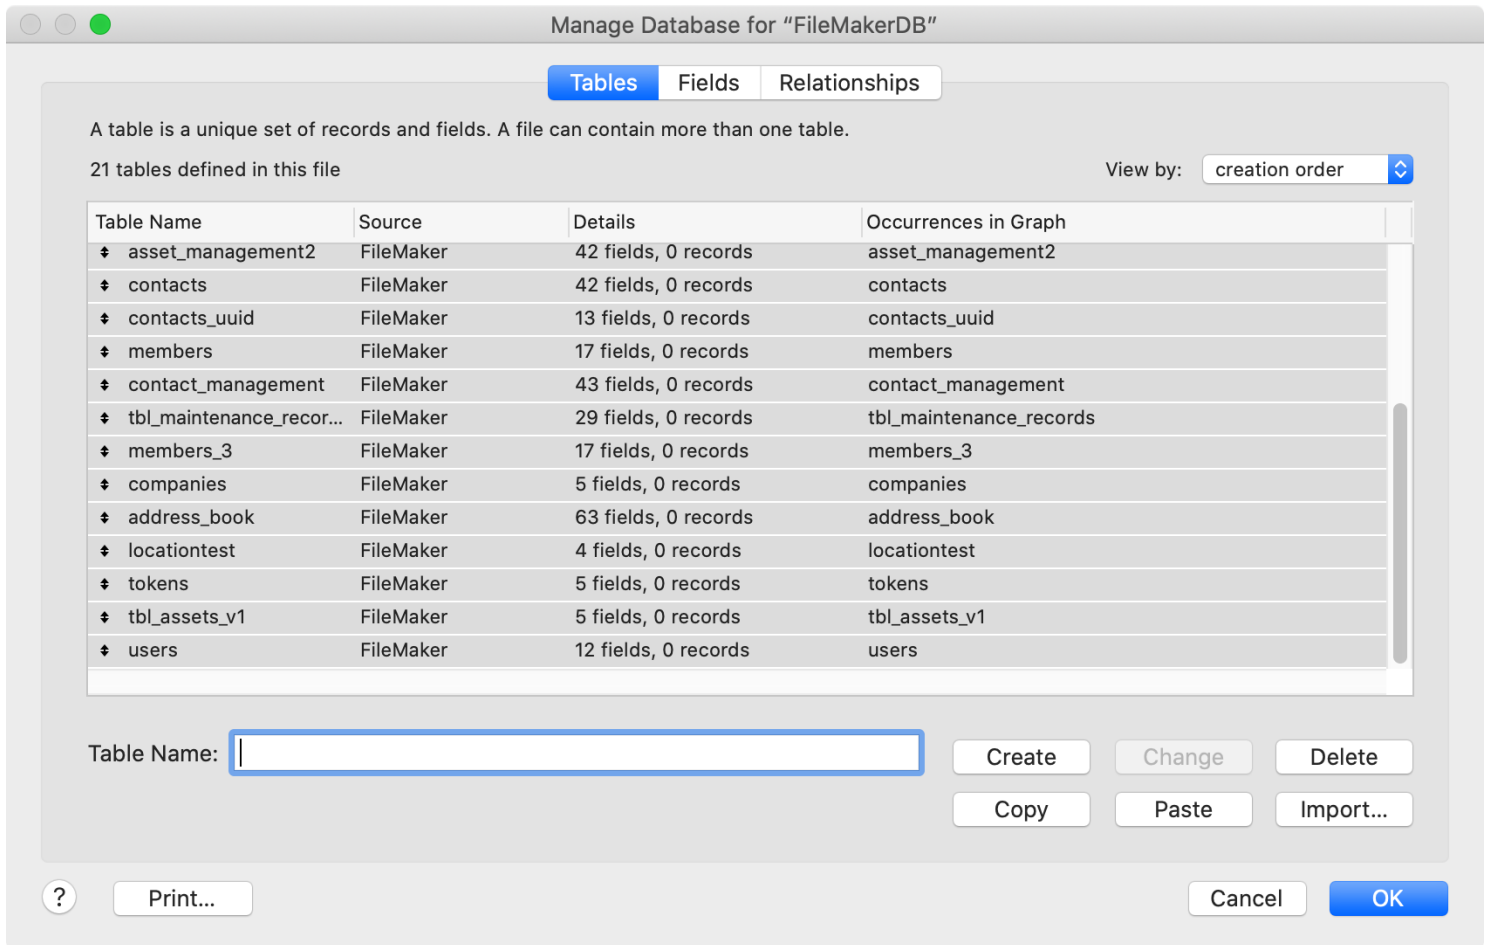 Manage Database for “FileMakerDB”
Tables Fields Relationships
A table is a unique set of records and fields. A file can contain more than one table.
21 tables defined in this file View by: creation order
Table Name Source Details Occurrences in Graph
asset_management2 FileMaker 42 fields, 0 records asset_management2
contacts FileMaker 42 fields, 0 records contacts
contacts_uuid FileMaker 13 fields, 0 records contacts_uuid
members FileMaker 17 fields, 0 records members
contact_management FileMaker 43 fields, 0 records contact_management
tbl_maintenance_recor... FileMaker 29 fields, 0 records tbl_maintenance_records
members_3 FileMaker 17 fields, 0 records members_3
companies FileMaker 5 fields, 0 records companies
address_book FileMaker 63 fields, 0 records address_book
locationtest FileMaker 4 fields, 0 records locationtest
tokens FileMaker 5 fields, 0 records tokens
tbl_assets_v1 FileMaker 5 fields, 0 records tbl_assets_v1
users FileMaker 12 fields, 0 records users
Table Name: Create Change Delete
Copy Paste Import...
? Print... Cancel OK